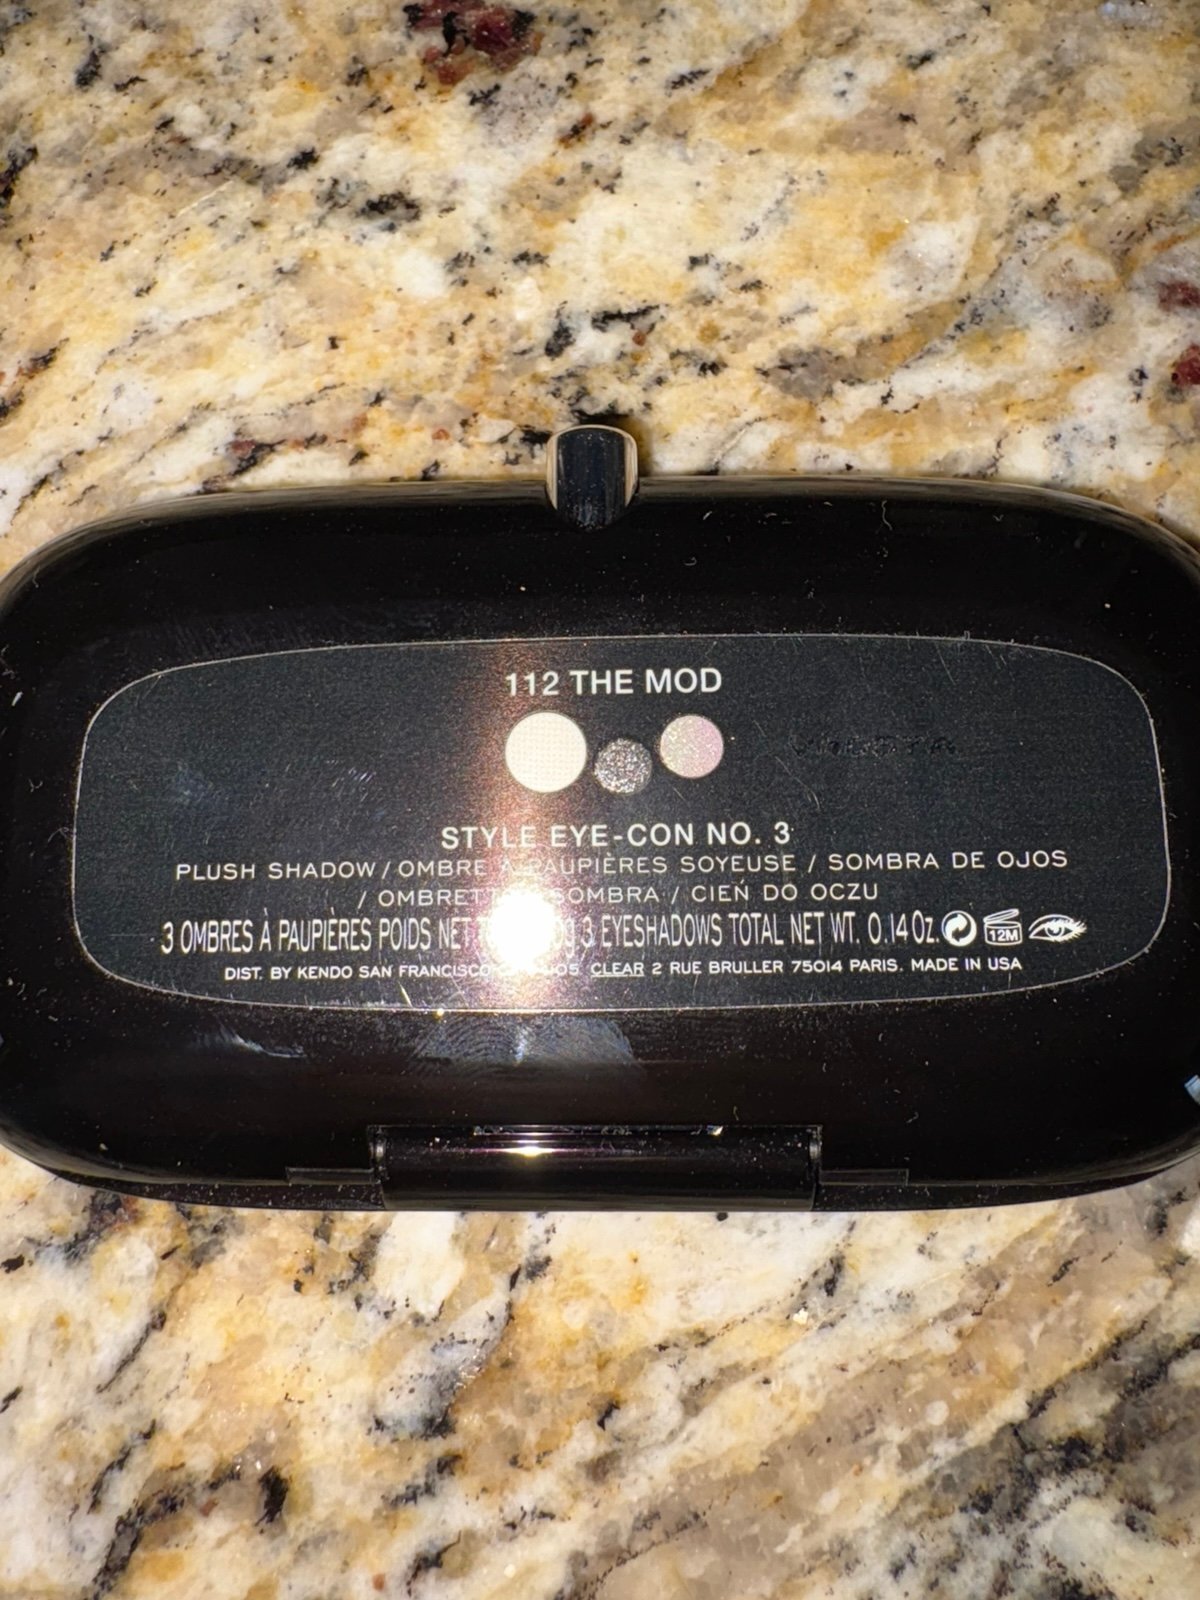 112 THE MOD
STYLE EYE-CON NO. 3
PLUSH SHADOW / OMBRE À PAUPIÈRES SOYEUSE / SOMBRA DE OJOS
/ SOMBRA / CIEŃ DO OCZU
3 OMBRES À PAUPIÈRES POIDS NET 3 EYESHADOWS TOTAL NET WT. 0.14 Oz. 12M
DIST. BY KENDO SAN FRANCISCO CLEAR 2 RUE BRULLER 75014 PARIS. MADE IN USA